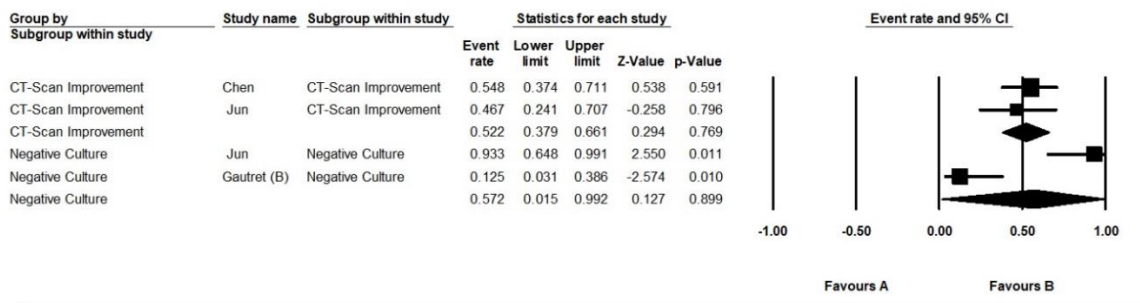 Group by Study name Subgroup within study Statistics for each study Event rate and 95% CI
Subgroup within study
Event Lower Upper
rate limit limit Z-Value p-Value
CT-Scan Improvement Chen CT-Scan Improvement 0.548 0.374 0.711 0.538 0.591
CT-Scan Improvement Jun CT-Scan Improvement 0.467 0.241 0.707 -0.258 0.796
CT-Scan Improvement 0.522 0.379 0.661 0.294 0.769
Negative Culture Jun Negative Culture 0.933 0.648 0.991 2.550 0.011
Negative Culture Gautret (B) Negative Culture 0.125 0.031 0.386 -2.574 0.010
Negative Culture 0.572 0.015 0.992 0.127 0.899
-1.00 -0.50 0.00 0.50 1.00
Favours A Favours B